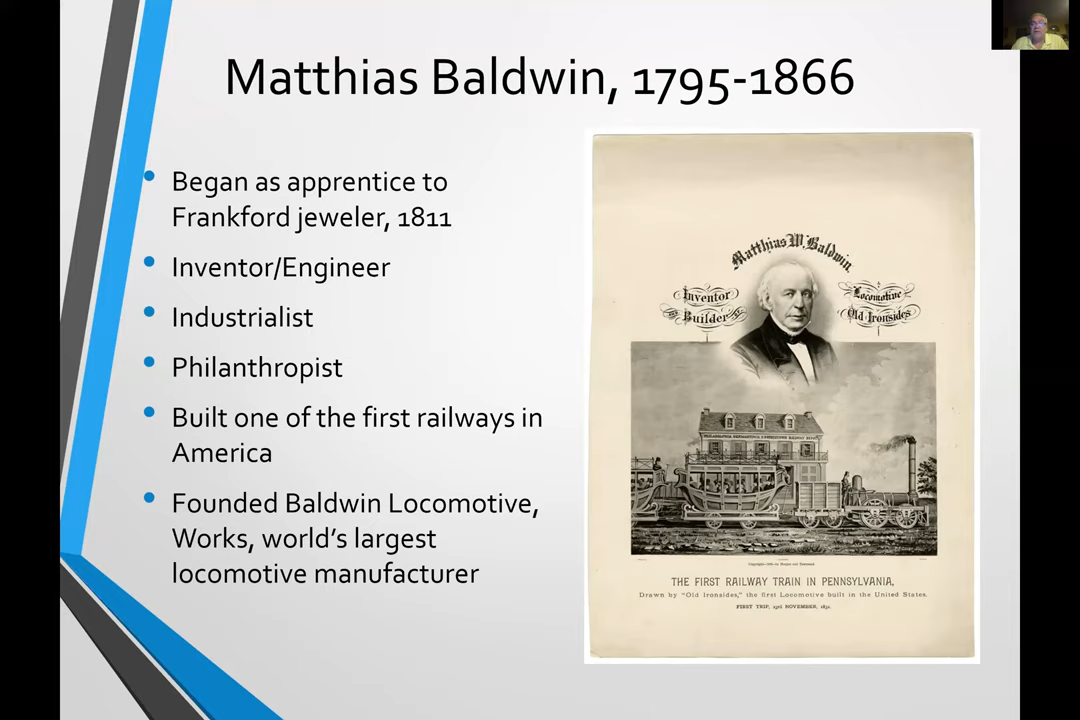 Matthias Baldwin, 1795-1866
Began as apprentice to
Frankford jeweler, 1811
Inventor/Engineer
Industrialist
Philanthropist
Built one of the first railways in
America
Founded Baldwin Locomotive,
Works, world's largest
locomotive manufacturer
Matthias W. Baldwin,
Inventor
Builder
Locomotive
Old Ironsides
THE FIRST RAILWAY TRAIN IN PENNSYLVANIA,
Drawn by "Old Ironsides," the first Locomotive built in the United States.
FIRST TRIP, 23rd NOVEMBER, 1832.